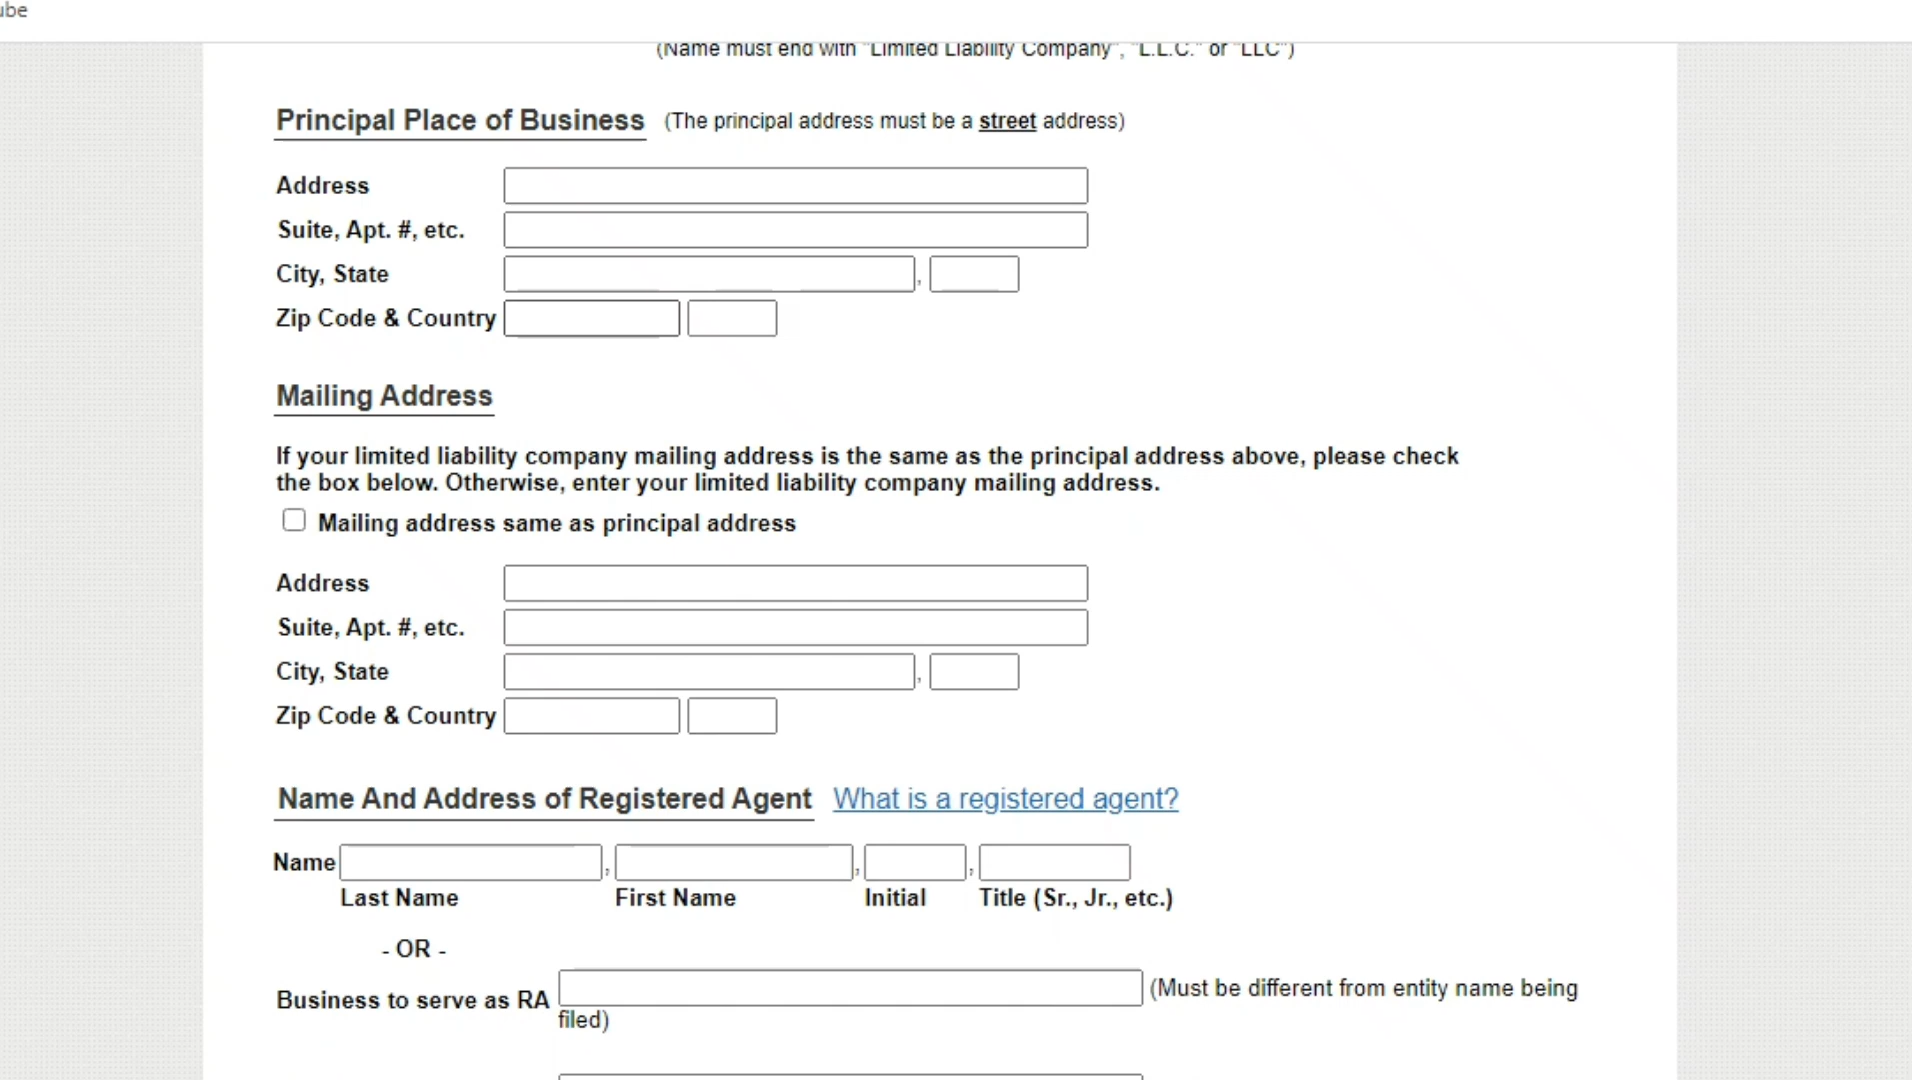 ube
(Name must end with "Limited Liability Company", "L.L.C." or "LLC")
Principal Place of Business (The principal address must be a street address)
Address
Suite, Apt. #, etc.
City, State ,
Zip Code & Country
Mailing Address
If your limited liability company mailing address is the same as the principal address above, please check
the box below. Otherwise, enter your limited liability company mailing address.
Mailing address same as principal address
Address
Suite, Apt. #, etc.
City, State ,
Zip Code & Country
Name And Address of Registered Agent What is a registered agent?
Name , , ,
Last Name First Name Initial Title (Sr., Jr., etc.)
- OR -
Business to serve as RA (Must be different from entity name being
filed)